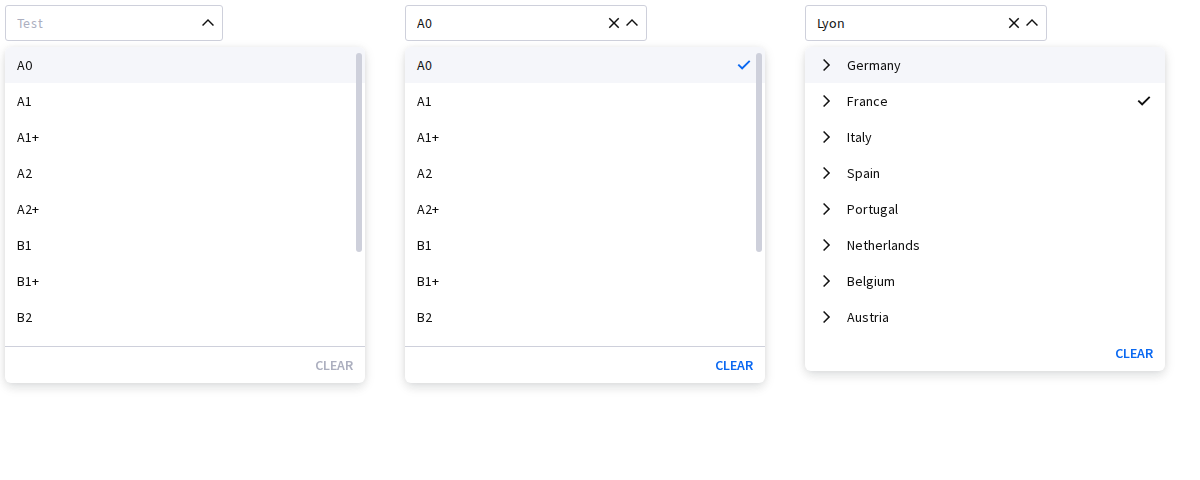 Test
A0
A1
A1+
A2
A2+
B1
B1+
B2
CLEAR
A0
A0
A1
A1+
A2
A2+
B1
B1+
B2
CLEAR
Lyon
Germany
France
Italy
Spain
Portugal
Netherlands
Belgium
Austria
CLEAR